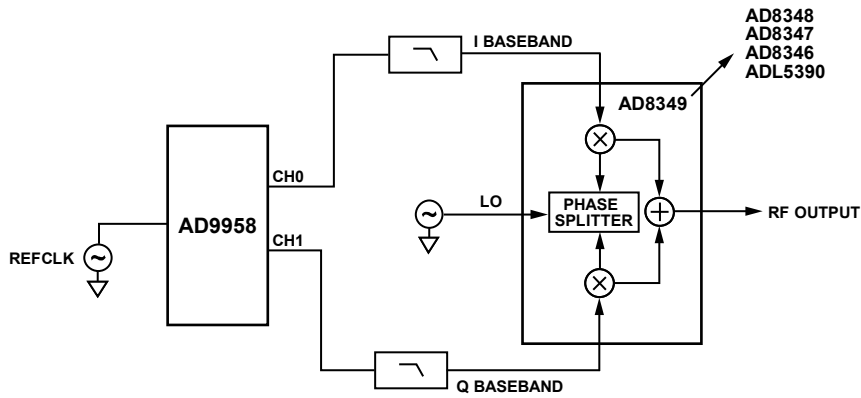 AD8348
AD8347
AD8346
ADL5390
I BASEBAND
AD8349
CH0
AD9958
LO
PHASE
SPLITTER
RF OUTPUT
CH1
REFCLK
Q BASEBAND